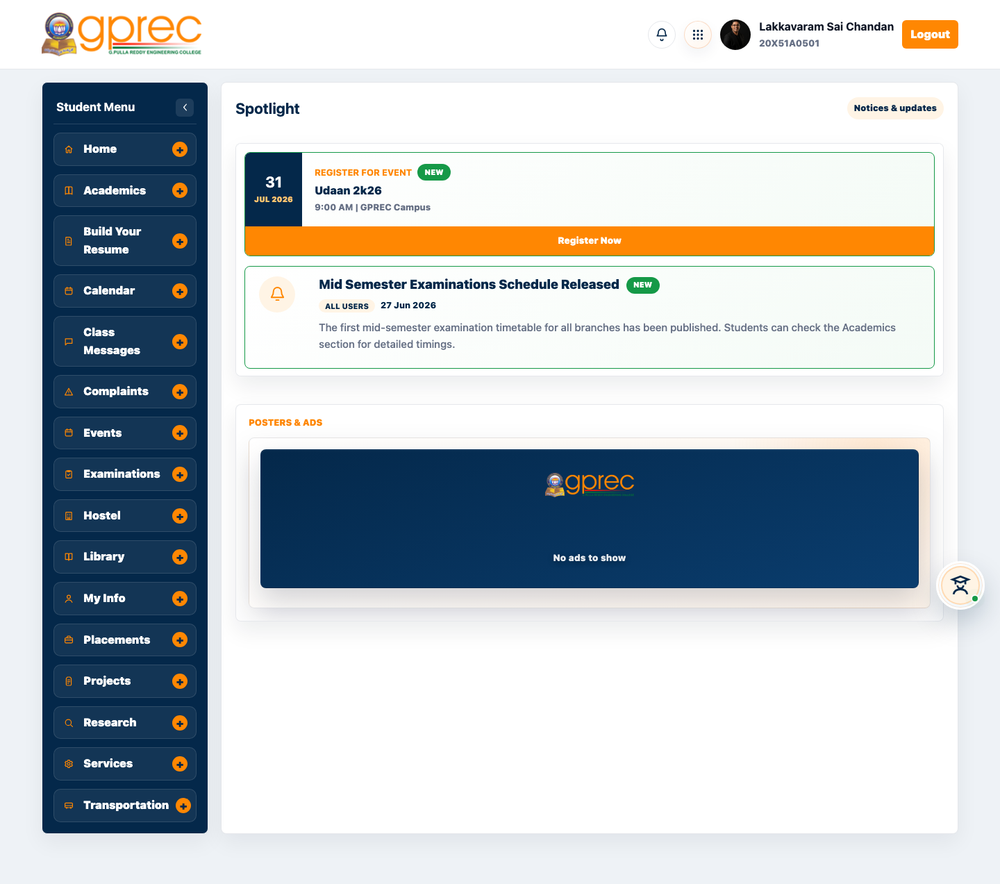 gprec
G.PULLA REDDY ENGINEERING COLLEGE
Lakkavaram Sai Chandan
20X51A0501
Logout
Student Menu
Home
Academics
Build Your
Resume
Calendar
Class
Messages
Complaints
Events
Examinations
Hostel
Library
My Info
Placements
Projects
Research
Services
Transportation
Spotlight
Notices & updates
31
JUL 2026
REGISTER FOR EVENT NEW
Udaan 2k26
9:00 AM | GPREC Campus
Register Now
Mid Semester Examinations Schedule Released NEW
ALL USERS 27 Jun 2026
The first mid-semester examination timetable for all branches has been published. Students can check the Academics
section for detailed timings.
POSTERS & ADS
gprec
No ads to show